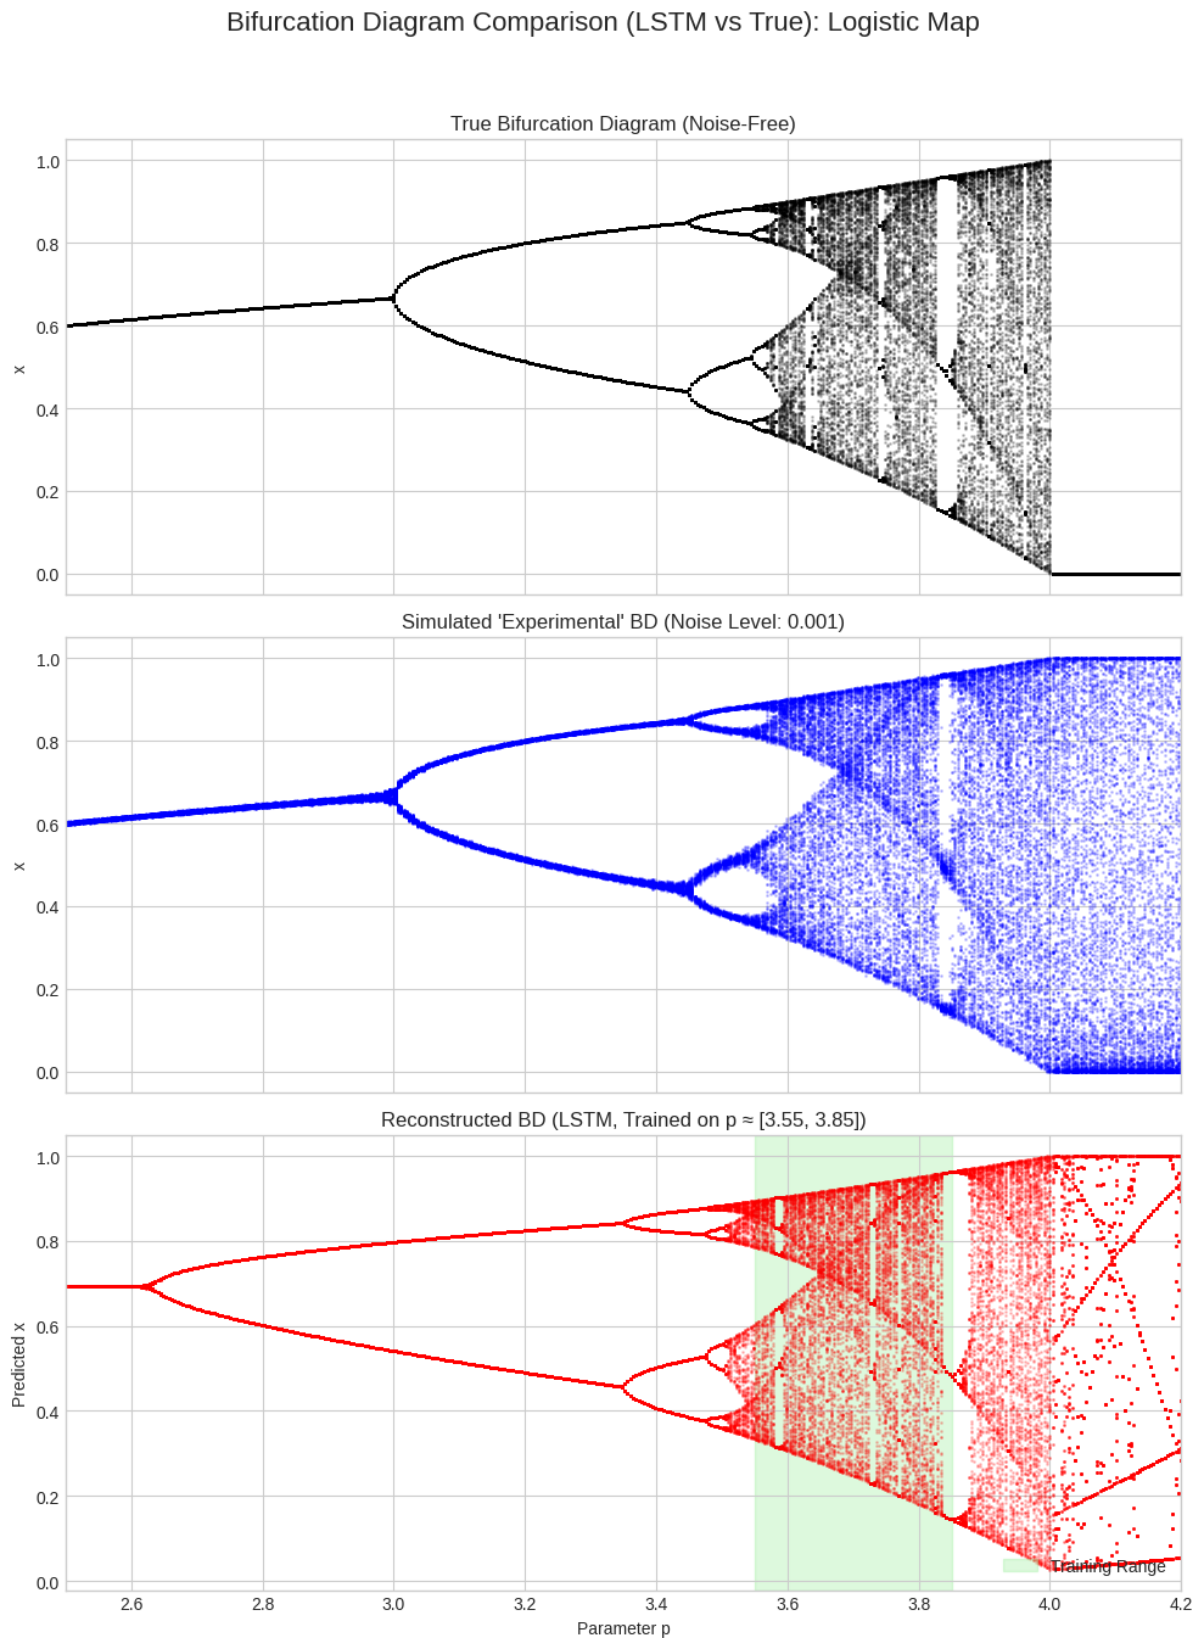 Bifurcation Diagram Comparison (LSTM vs True): Logistic Map
True Bifurcation Diagram (Noise-Free)
1.0
0.8
0.6
0.4
0.2
0.0
x
Simulated 'Experimental' BD (Noise Level: 0.001)
1.0
0.8
0.6
0.4
0.2
0.0
x
Reconstructed BD (LSTM, Trained on p ≈ [3.55, 3.85])
1.0
0.8
0.6
0.4
0.2
0.0
Predicted x
Training Range
2.6 2.8 3.0 3.2 3.4 3.6 3.8 4.0 4.2
Parameter p